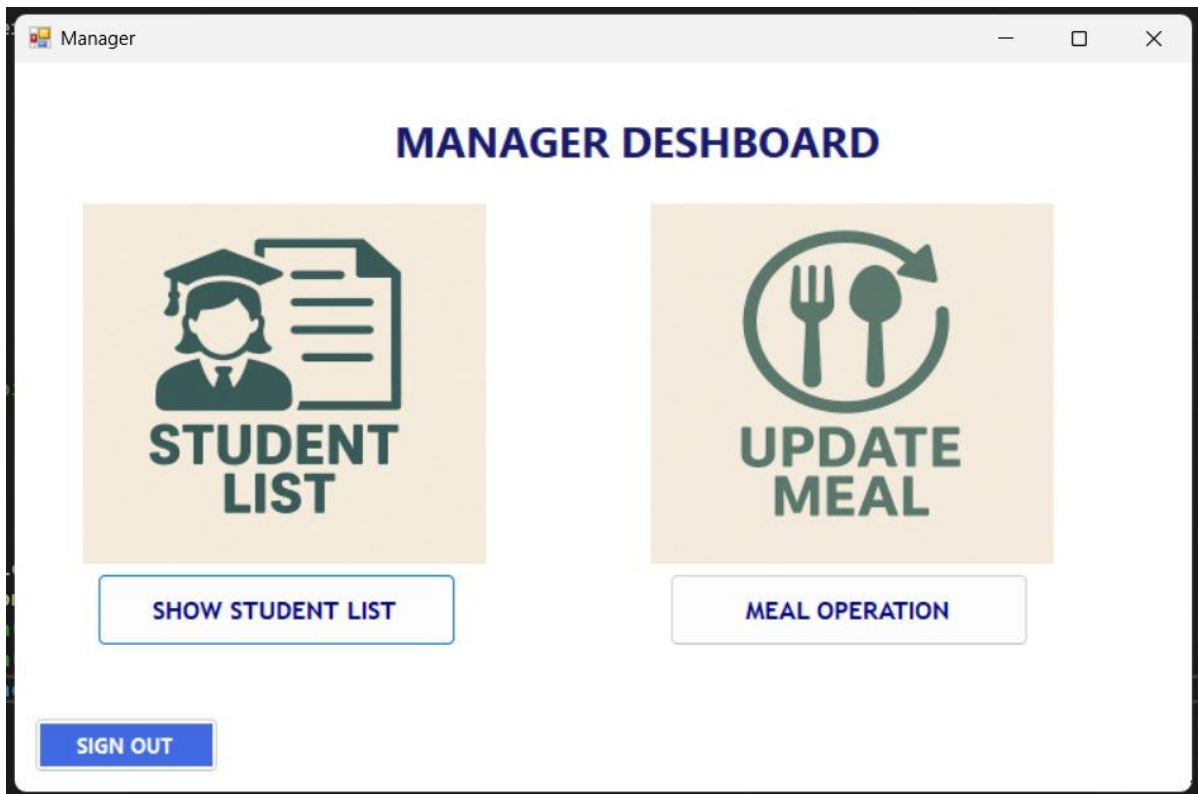 Manager
MANAGER DESHBOARD
STUDENT
LIST
UPDATE
MEAL
SHOW STUDENT LIST
MEAL OPERATION
SIGN OUT